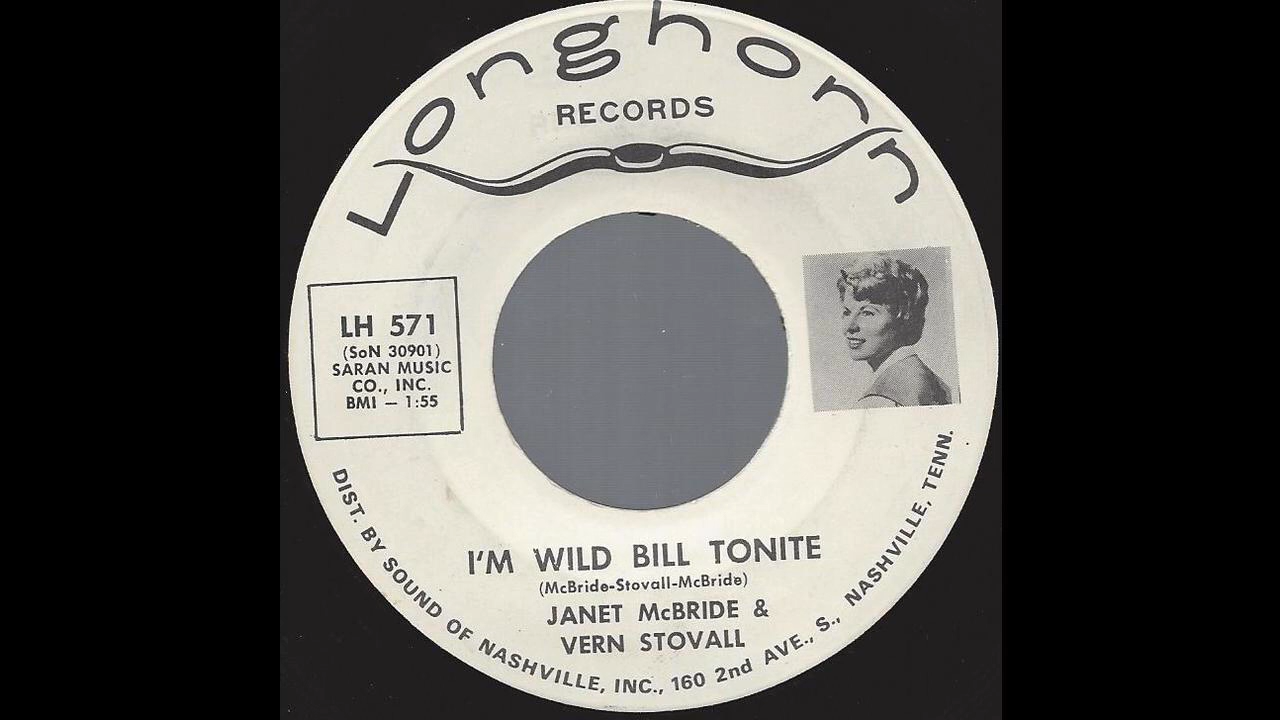 Longhorn
RECORDS
LH 571
(SoN 30901)
SARAN MUSIC
CO., INC.
BMI — 1:55
I'M WILD BILL TONITE
(McBride-Stovall-McBride)
JANET McBRIDE &
VERN STOVALL
DIST. BY SOUND OF NASHVILLE, INC., 160 2nd AVE., S., NASHVILLE, TENN.